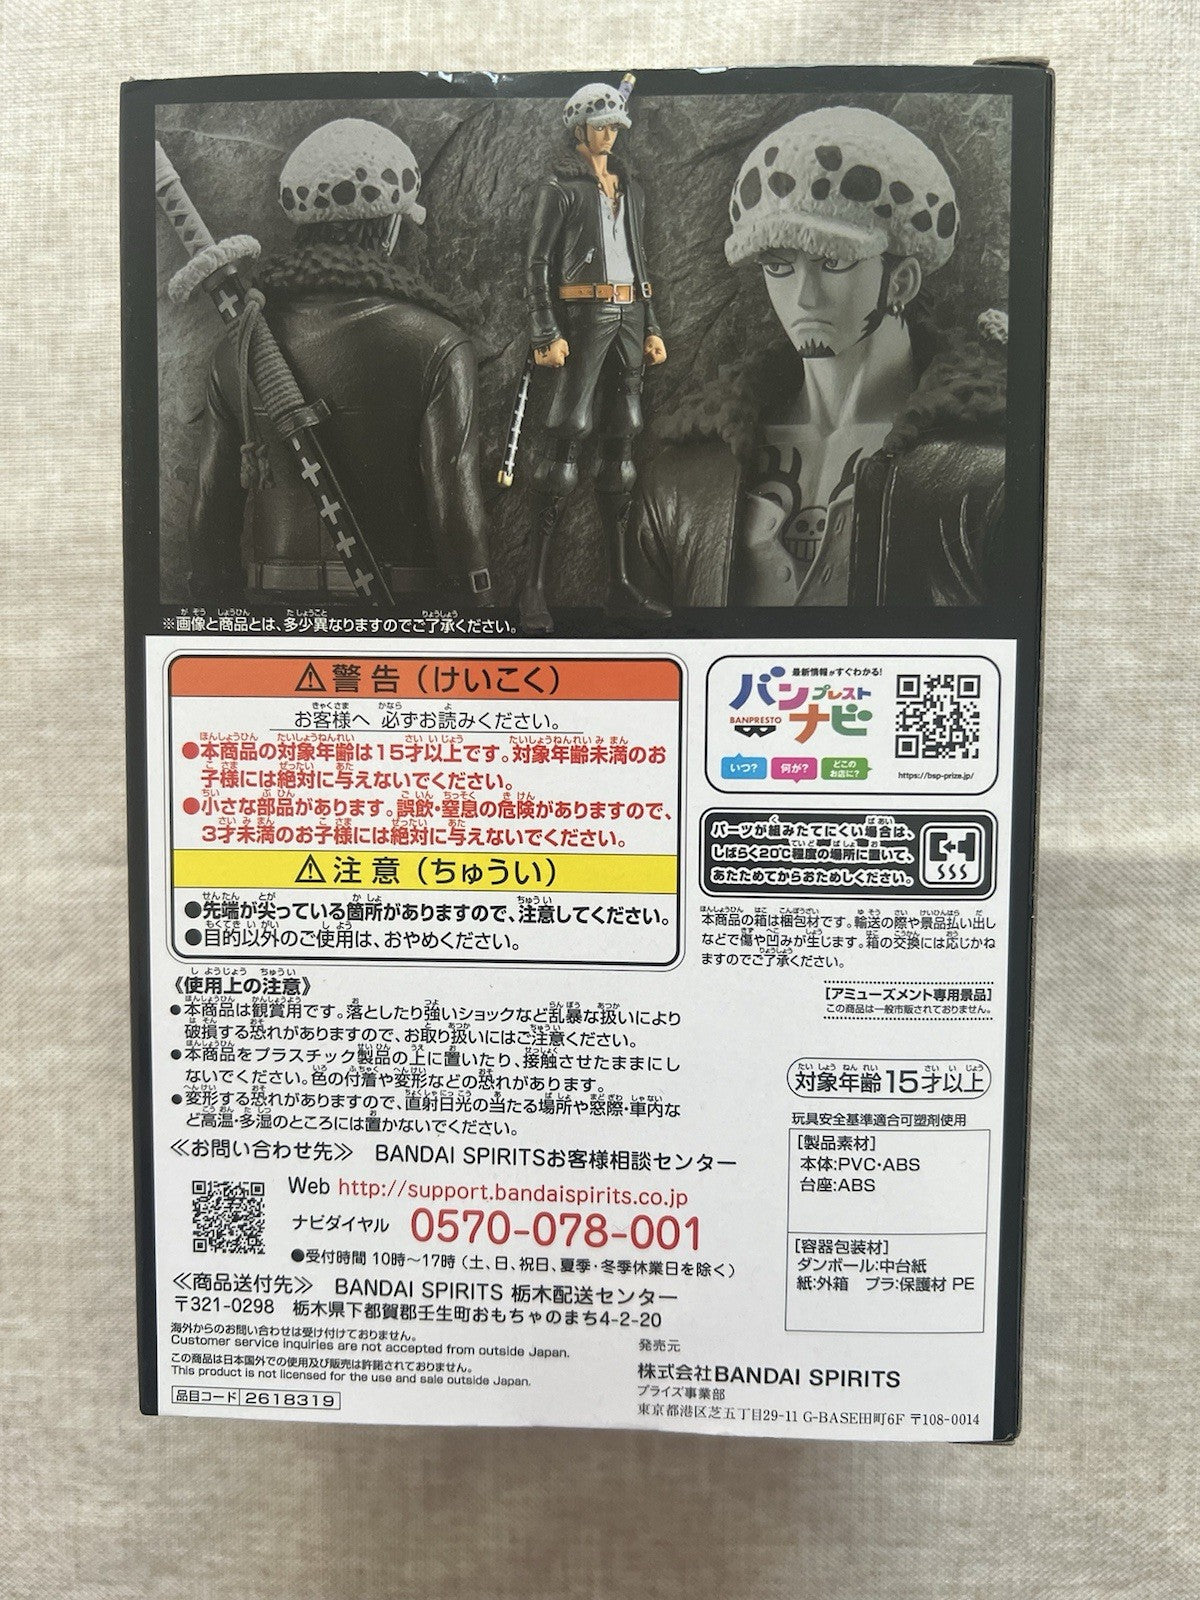 ※画像と商品とは、多少異なりますのでご了承ください。
⚠警告（けいこく）
お客様へ 必ずお読みください。
●本商品の対象年齢は15才以上です。対象年齢未満のお
子様には絶対に与えないでください。
●小さな部品があります。誤飲・窒息の危険がありますので、
3才未満のお子様には絶対に与えないでください。
⚠注意（ちゅうい）
●先端が尖っている箇所がありますので、注意してください。
●目的以外のご使用は、おやめください。
最新情報がすぐわかる!
バンプレストナビ
BANPRESTO
いつ?
何が?
どこのお店に?
https://bsp-prize.jp/
パーツが組みたてにくい場合は、
しばらく20℃程度の場所に置いて、
あたためてからおためしください。
本商品の箱は梱包材です。輸送の際や景品払い出し
などで傷や凹みが生じます。箱の交換には応じかね
ますのでご了承ください。
[アミューズメント専用景品]
この商品は一般市販されておりません。
《使用上の注意》
●本商品は観賞用です。落としたり強いショックなど乱暴な扱いにより
破損する恐れがありますので、お取り扱いにはご注意ください。
●本商品をプラスチック製品の上に置いたり、接触させたままにし
ないでください。色の付着や変形などの恐れがあります。
●変形する恐れがありますので、直射日光の当たる場所や窓際・車内な
ど高温・多湿のところには置かないでください。
対象年齢15才以上
玩具安全基準適合可塑剤使用
[製品素材]
本体:PVC・ABS
台座:ABS
[容器包装材]
ダンボール:中台紙
紙:外箱 プラ:保護材 PE
≪お問い合わせ先≫ BANDAI SPIRITSお客様相談センター
Web http://support.bandaispirits.co.jp
ナビダイヤル 0570-078-001
●受付時間 10時〜17時（土、日、祝日、夏季・冬季休業日を除く）
≪商品送付先≫ BANDAI SPIRITS 栃木配送センター
〒321-0298 栃木県下都賀郡壬生町おもちゃのまち4-2-20
海外からのお問い合わせは受け付けておりません。
Customer service inquiries are not accepted from outside Japan.
この商品は日本国外での使用及び販売は許諾されておりません。
This product is not licensed for the use and sale outside Japan.
品目コード 2618319
発売元
株式会社BANDAI SPIRITS
プライズ事業部
東京都港区芝五丁目29-11 G-BASE田町6F 〒108-0014